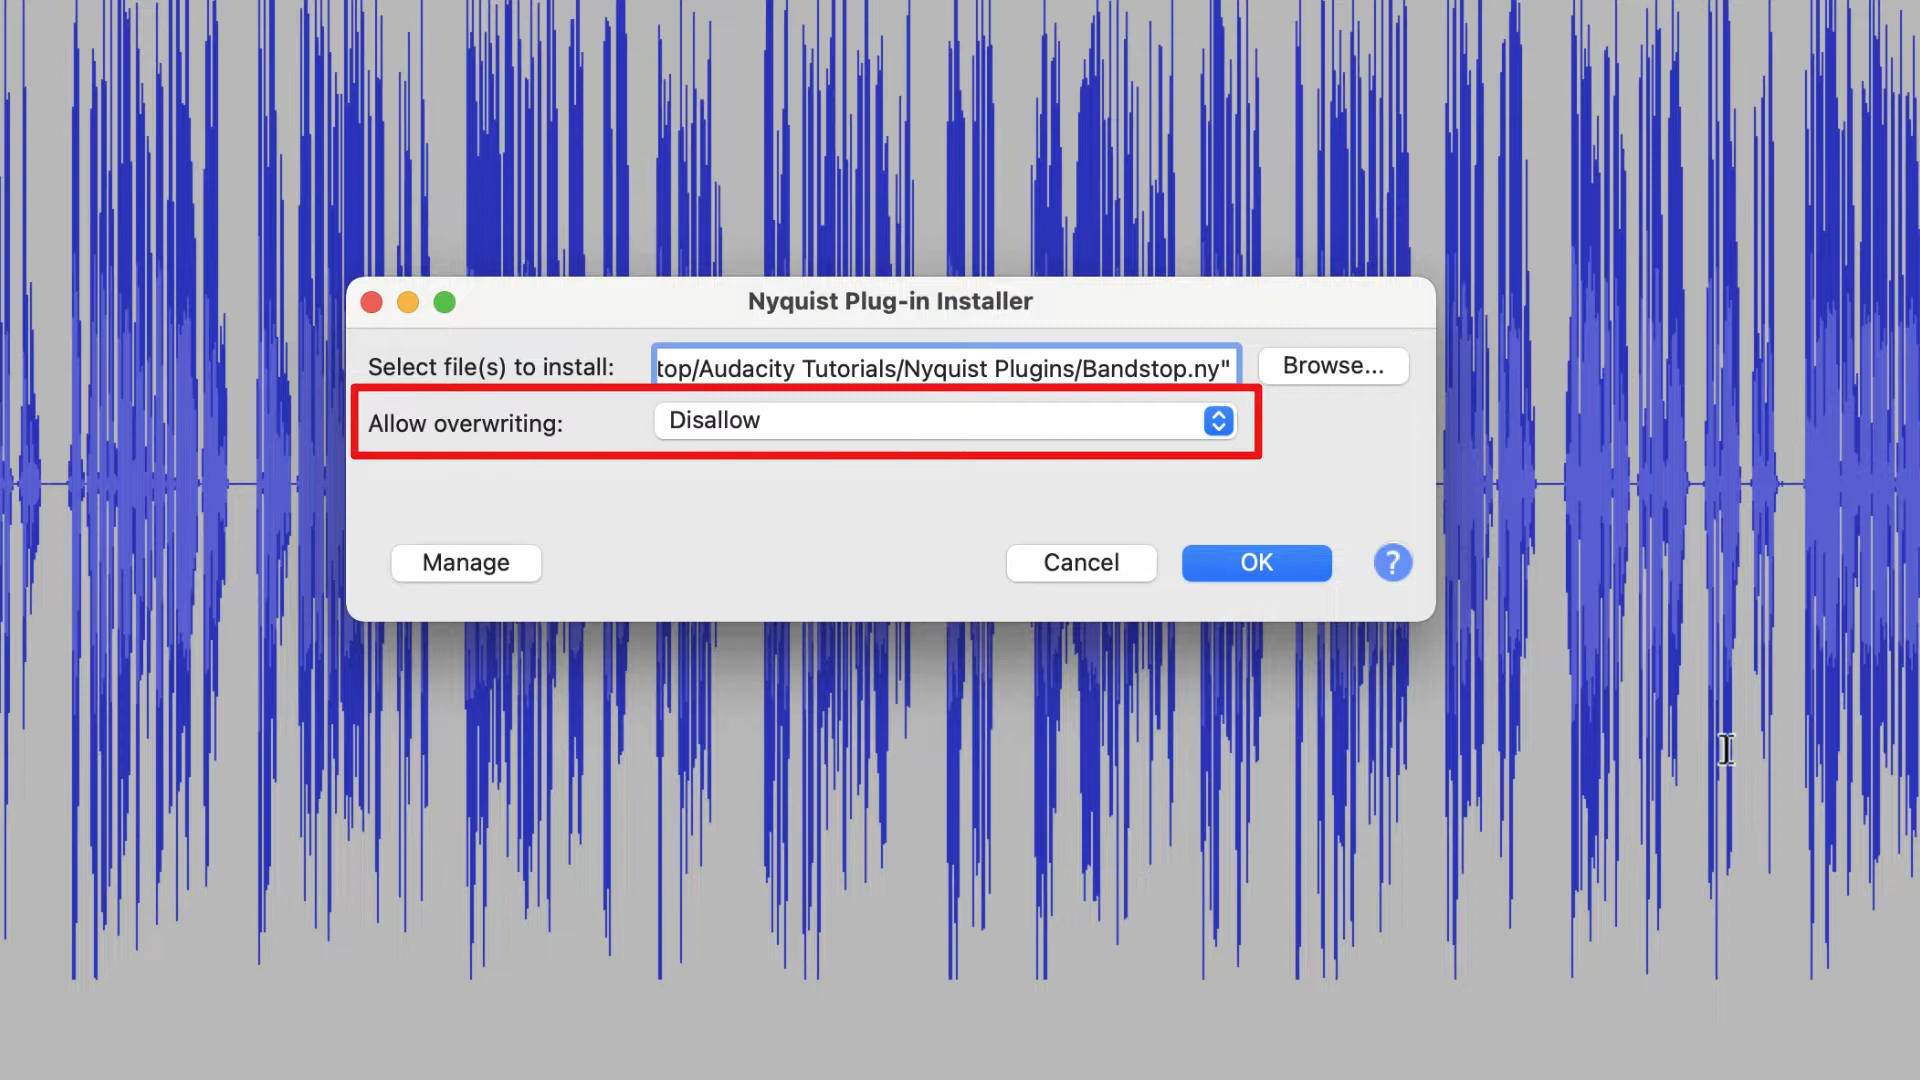 Nyquist Plug-in Installer
Select file(s) to install:
top/Audacity Tutorials/Nyquist Plugins/Bandstop.ny"
Browse...
Allow overwriting:
Disallow
Manage
Cancel
OK
?